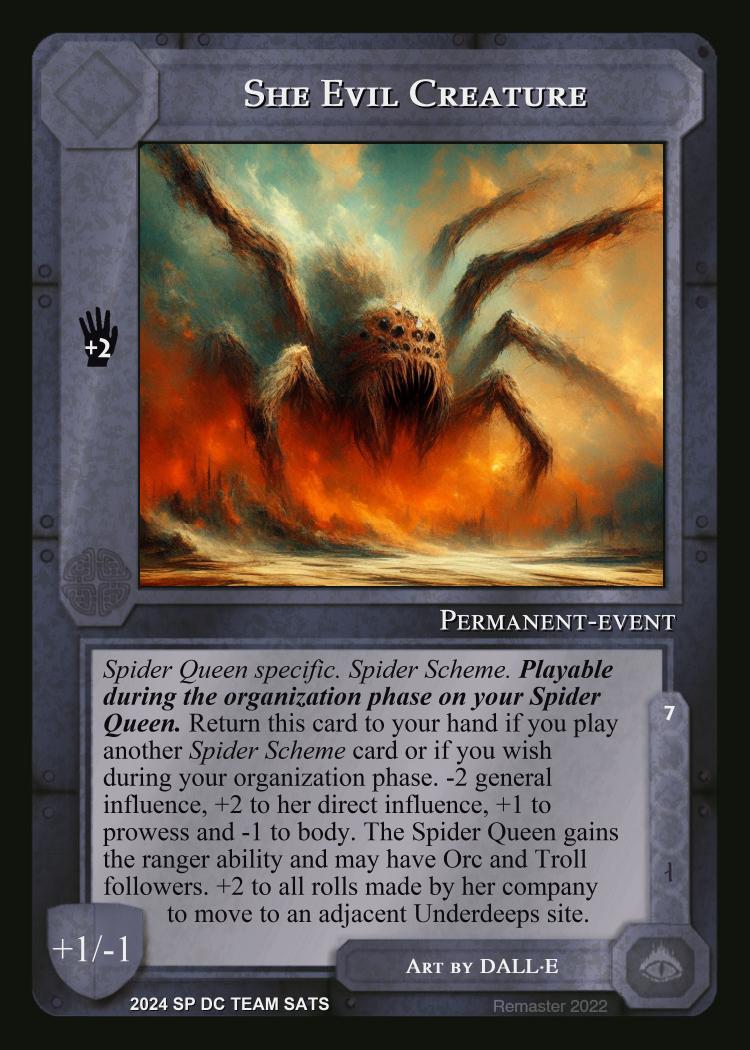 She Evil Creature
+2
Permanent-event
Spider Queen specific. Spider Scheme. Playable
during the organization phase on your Spider
Queen. Return this card to your hand if you play
another Spider Scheme card or if you wish
during your organization phase. -2 general
influence, +2 to her direct influence, +1 to
prowess and -1 to body. The Spider Queen gains
the ranger ability and may have Orc and Troll
followers. +2 to all rolls made by her company
to move to an adjacent Underdeeps site.
7
+1/-1
Art by DALL·E
2024 SP DC TEAM SATS
Remaster 2022